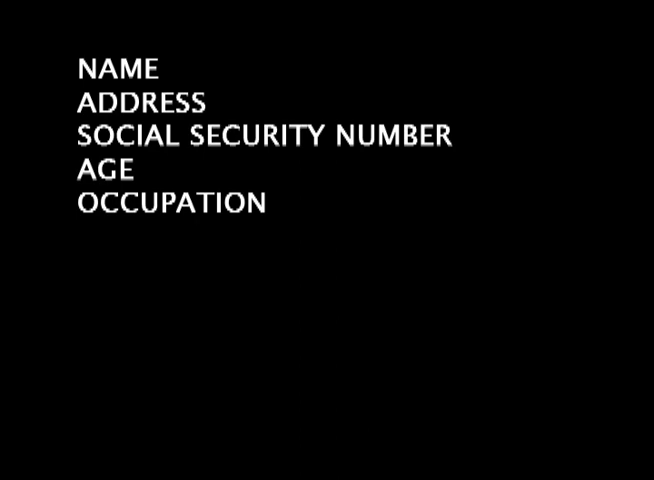 NAME
ADDRESS
SOCIAL SECURITY NUMBER
AGE
OCCUPATION